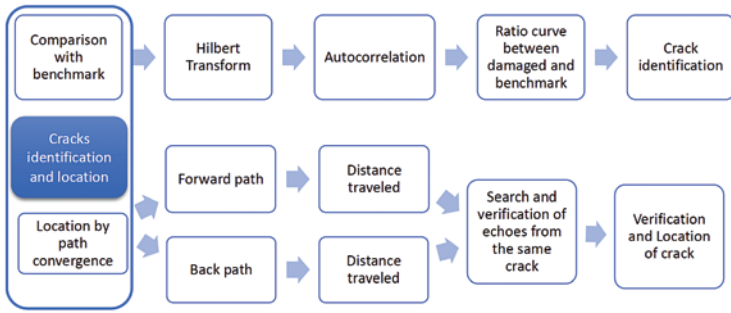 Comparison
with
benchmark
Hilbert
Transform
Autocorrelation
Ratio curve
between
damaged and
benchmark
Crack
identification
Cracks
identification
and location
Location by
path
convergence
Forward path
Distance
traveled
Back path
Distance
traveled
Search and
verification of
echoes from
the same
crack
Verification
and Location
of crack